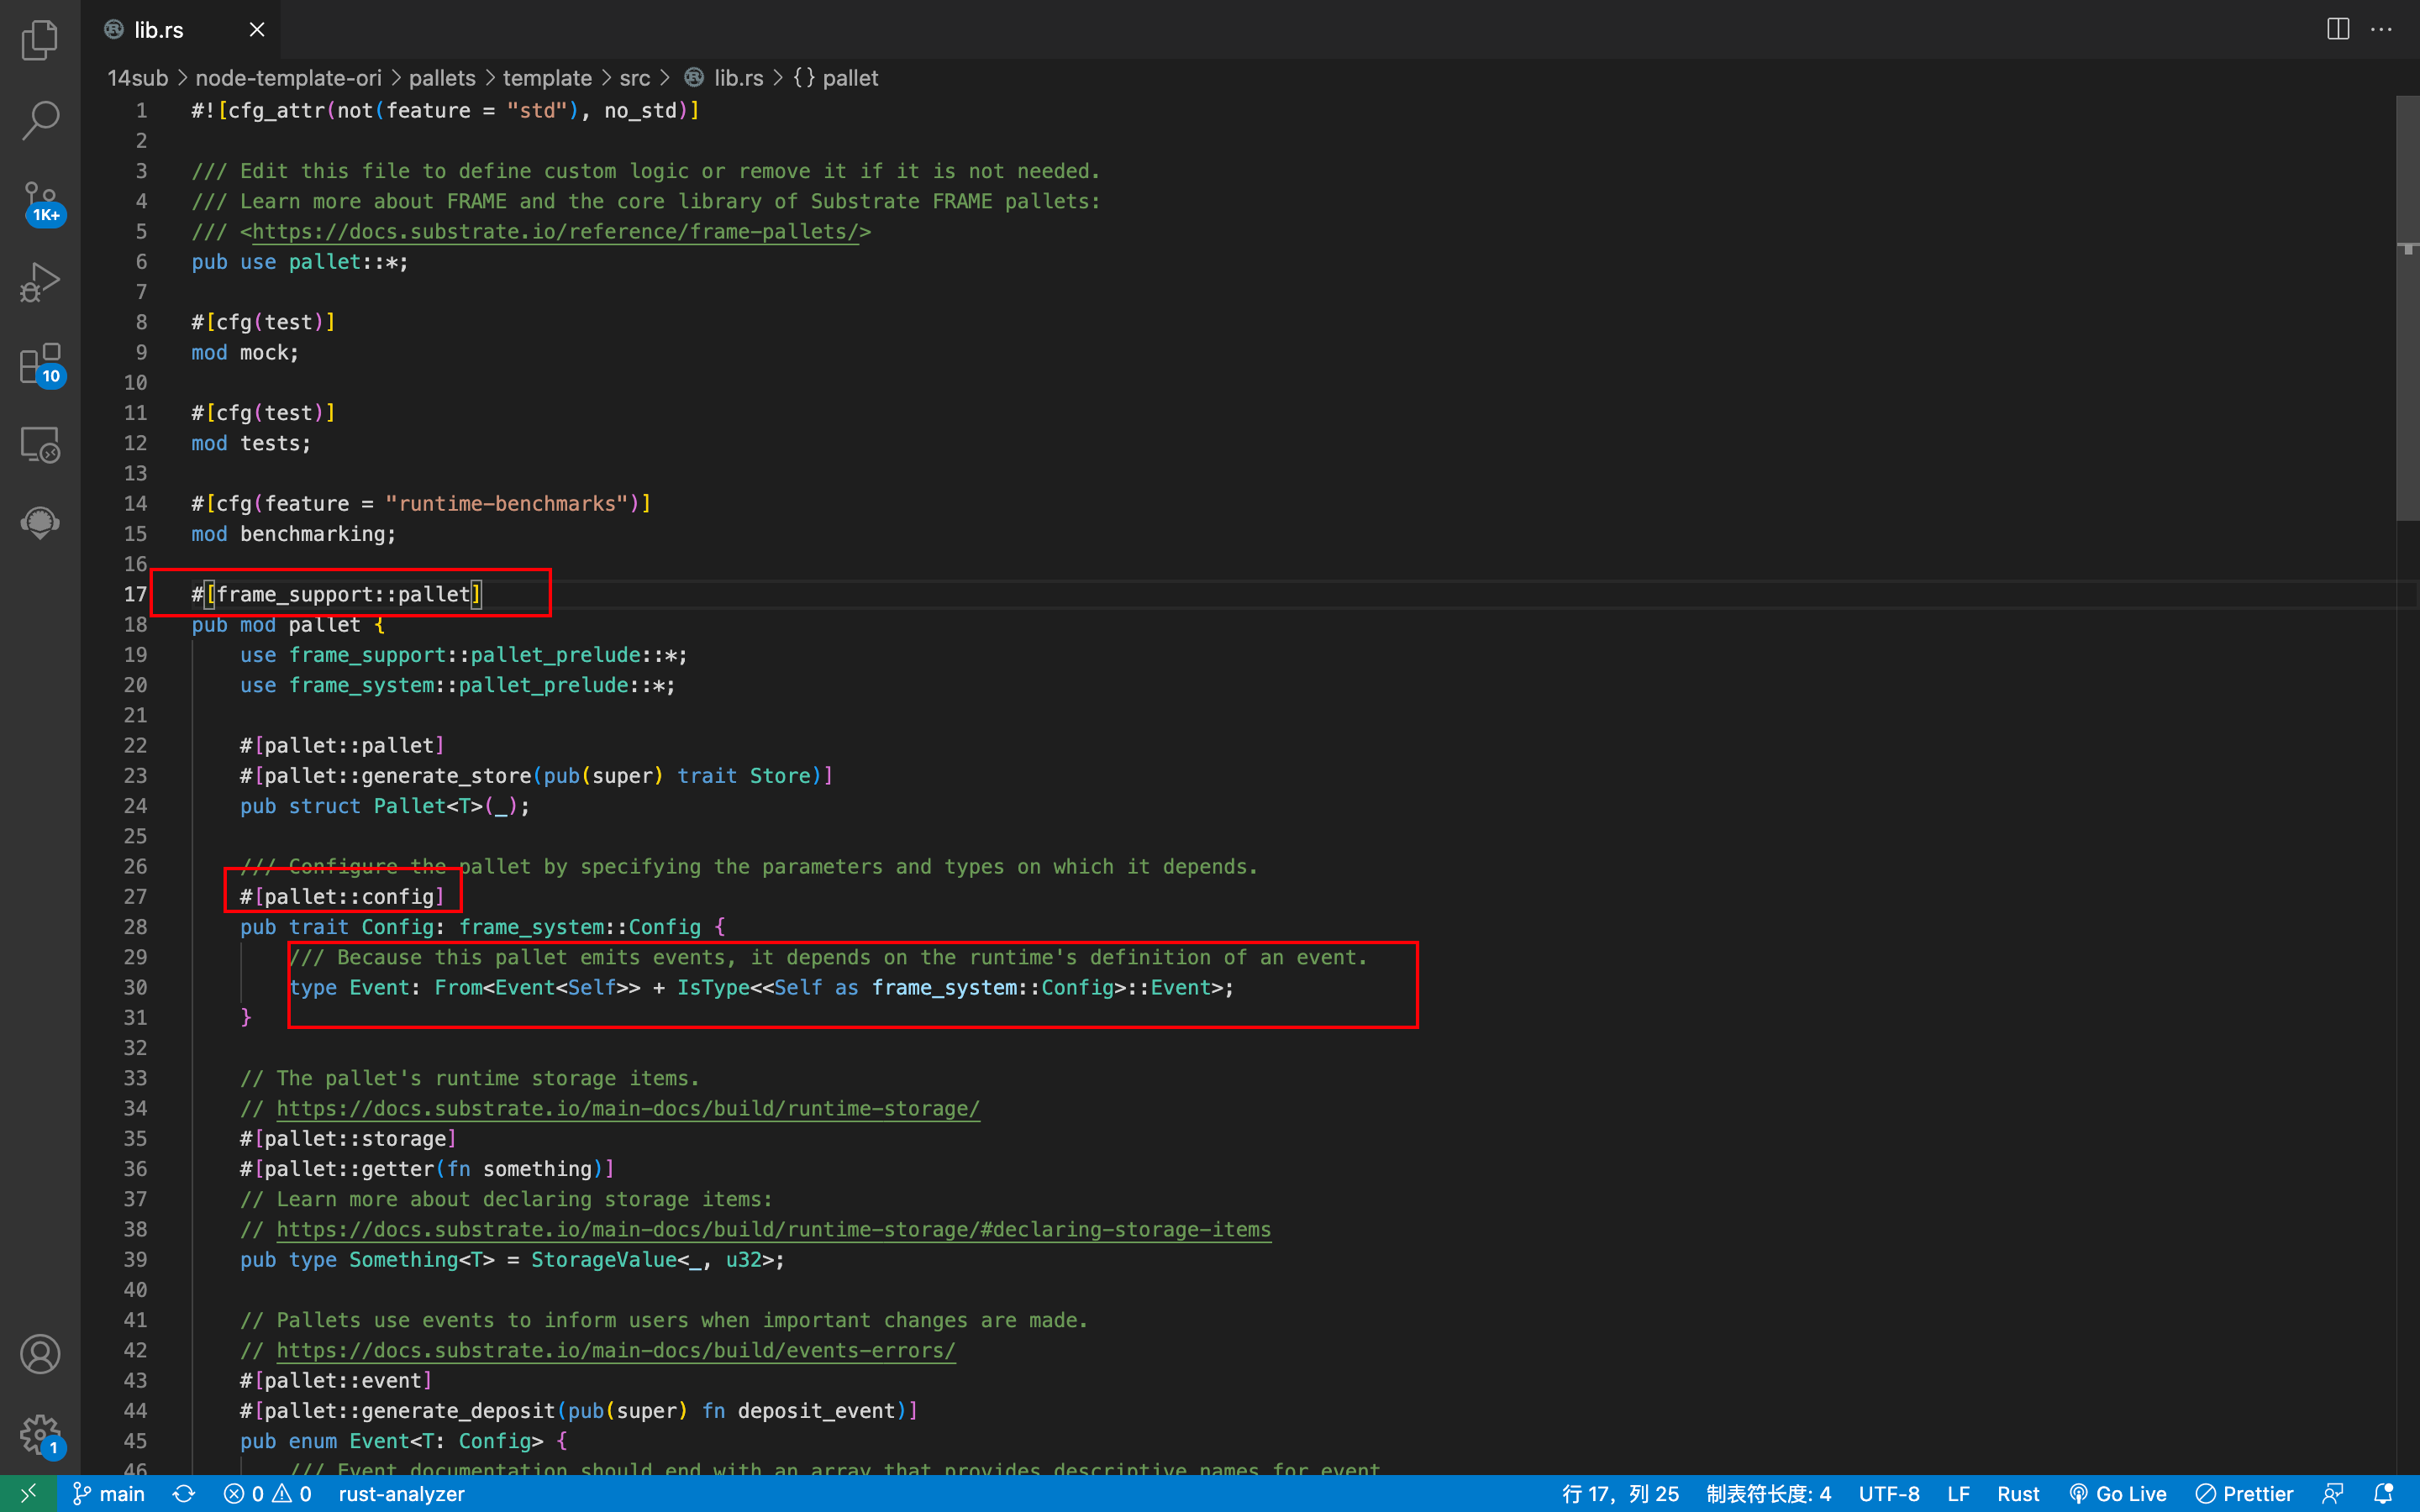 lib.rs
14sub > node-template-ori > pallets > template > src > lib.rs > {} pallet
1K+
10
1
1 #![cfg_attr(not(feature = "std"), no_std)]
2
3 /// Edit this file to define custom logic or remove it if it is not needed.
4 /// Learn more about FRAME and the core library of Substrate FRAME pallets:
5 /// <https://docs.substrate.io/reference/frame-pallets/>
6 pub use pallet::*;
7
8 #[cfg(test)]
9 mod mock;
10
11 #[cfg(test)]
12 mod tests;
13
14 #[cfg(feature = "runtime-benchmarks")]
15 mod benchmarking;
16
17 #[frame_support::pallet]
18 pub mod pallet {
19 use frame_support::pallet_prelude::*;
20 use frame_system::pallet_prelude::*;
21
22 #[pallet::pallet]
23 #[pallet::generate_store(pub(super) trait Store)]
24 pub struct Pallet<T>(_);
25
26 /// Configure the pallet by specifying the parameters and types on which it depends.
27 #[pallet::config]
28 pub trait Config: frame_system::Config {
29 /// Because this pallet emits events, it depends on the runtime's definition of an event.
30 type Event: From<Event<Self>> + IsType<<Self as frame_system::Config>::Event>;
31 }
32
33 // The pallet's runtime storage items.
34 // https://docs.substrate.io/main-docs/build/runtime-storage/
35 #[pallet::storage]
36 #[pallet::getter(fn something)]
37 // Learn more about declaring storage items:
38 // https://docs.substrate.io/main-docs/build/runtime-storage/#declaring-storage-items
39 pub type Something<T> = StorageValue<_, u32>;
40
41 // Pallets use events to inform users when important changes are made.
42 // https://docs.substrate.io/main-docs/build/events-errors/
43 #[pallet::event]
44 #[pallet::generate_deposit(pub(super) fn deposit_event)]
45 pub enum Event<T: Config> {
46 /// Event documentation should end with an array that provides descriptive names for event
main 0 0 rust-analyzer 行 17，列 25 制表符长度: 4 UTF-8 LF Rust Go Live Prettier